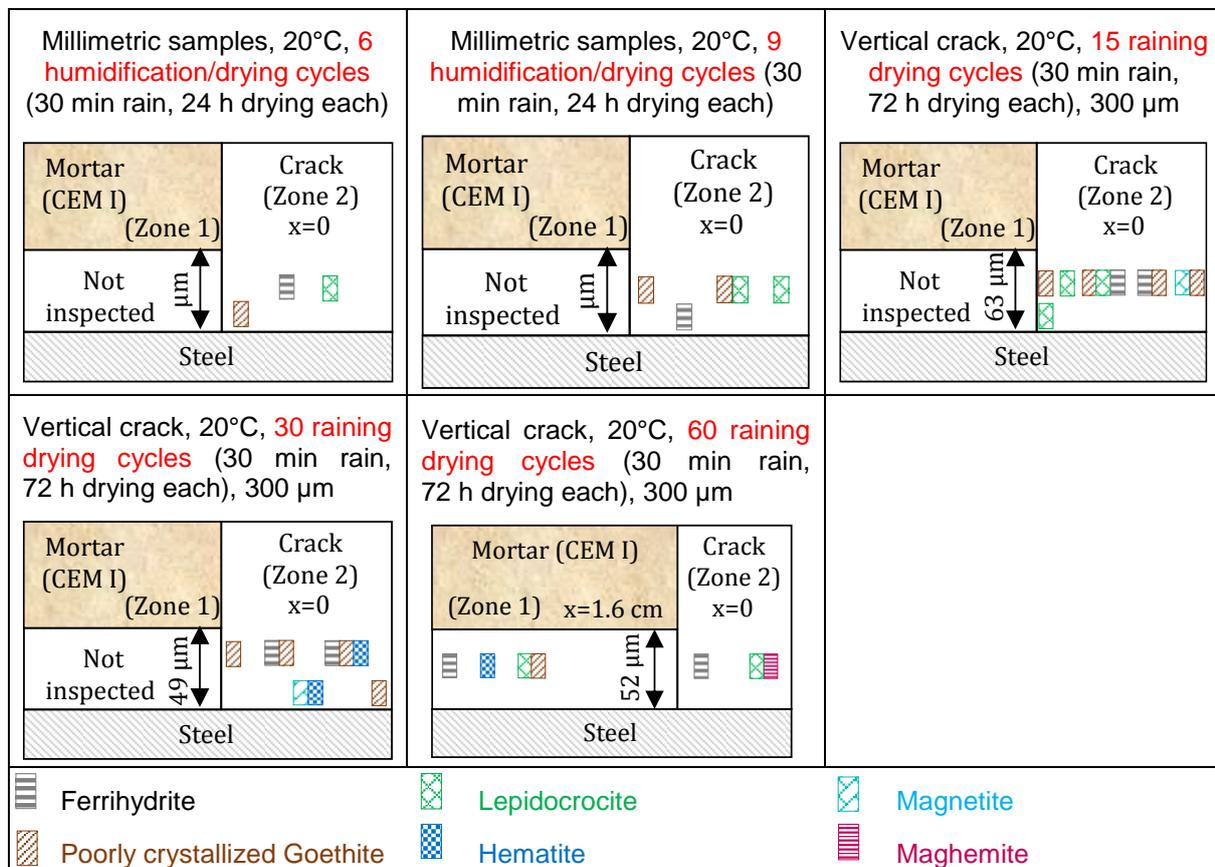 Millimetric samples, 20°C, 6
humidification/drying cycles
(30 min rain, 24 h drying each)
Mortar
(CEM I)
(Zone 1)
Crack
(Zone 2)
x=0
Not
inspected
µm
Steel
Millimetric samples, 20°C, 9
humidification/drying cycles (30
min rain, 24 h drying each)
Mortar
(CEM I)
(Zone 1)
Crack
(Zone 2)
x=0
Not
inspected
µm
Steel
Vertical crack, 20°C, 15 raining
drying cycles (30 min rain,
72 h drying each), 300 µm
Mortar
(CEM I)
(Zone 1)
Crack
(Zone 2)
x=0
Not
inspected
63 µm
Steel
Vertical crack, 20°C, 30 raining
drying cycles (30 min rain,
72 h drying each), 300 µm
Mortar
(CEM I)
(Zone 1)
Crack
(Zone 2)
x=0
Not
inspected
49 µm
Steel
Vertical crack, 20°C, 60 raining
drying cycles (30 min rain,
72 h drying each), 300 µm
Mortar (CEM I)
(Zone 1) x=1.6 cm
Crack
(Zone 2)
x=0
52 µm
Steel
Ferrihydrite
Lepidocrocite
Magnetite
Poorly crystallized Goethite
Hematite
Maghemite